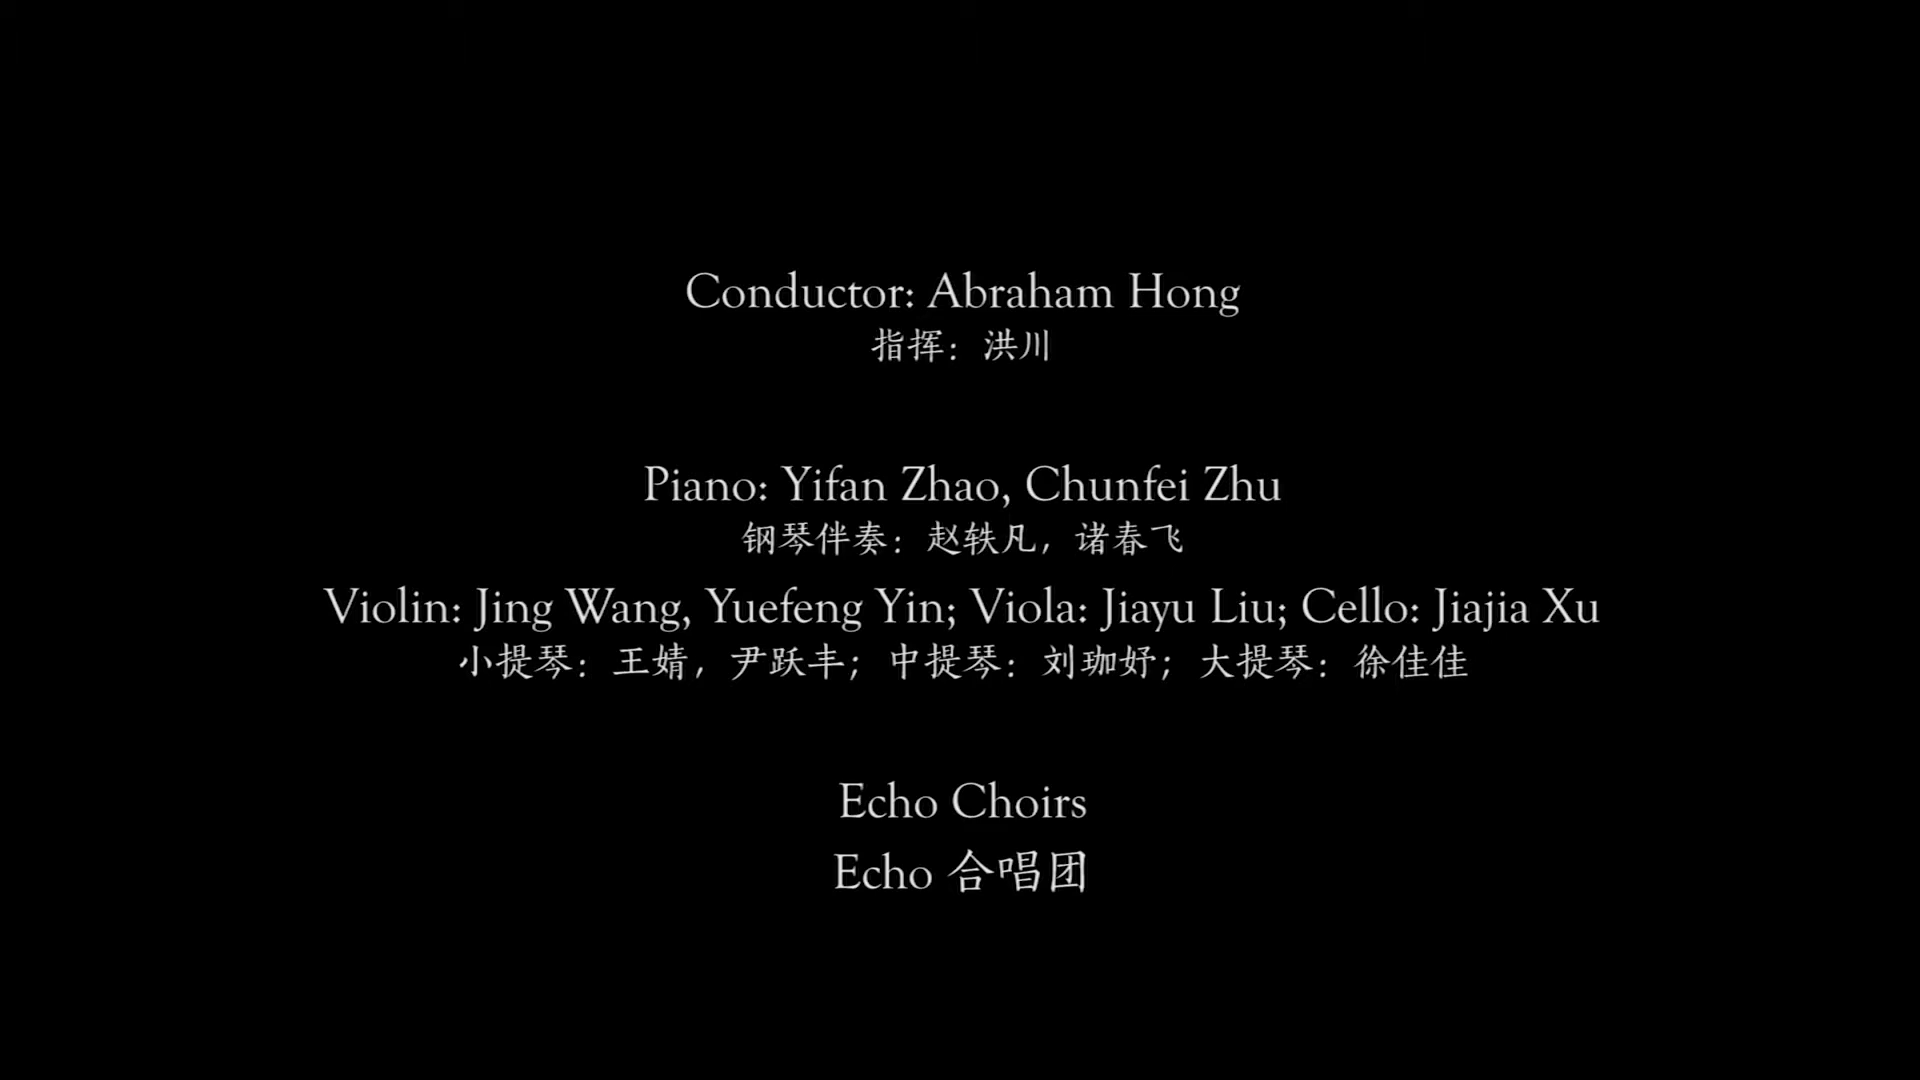 Conductor: Abraham Hong
指挥：洪川
Piano: Yifan Zhao, Chunfei Zhu
钢琴伴奏：赵轶凡，诸春飞
Violin: Jing Wang, Yuefeng Yin; Viola: Jiayu Liu; Cello: Jiajia Xu
小提琴：王婧，尹跃丰；中提琴：刘珈妤；大提琴：徐佳佳
Echo Choirs
Echo 合唱团